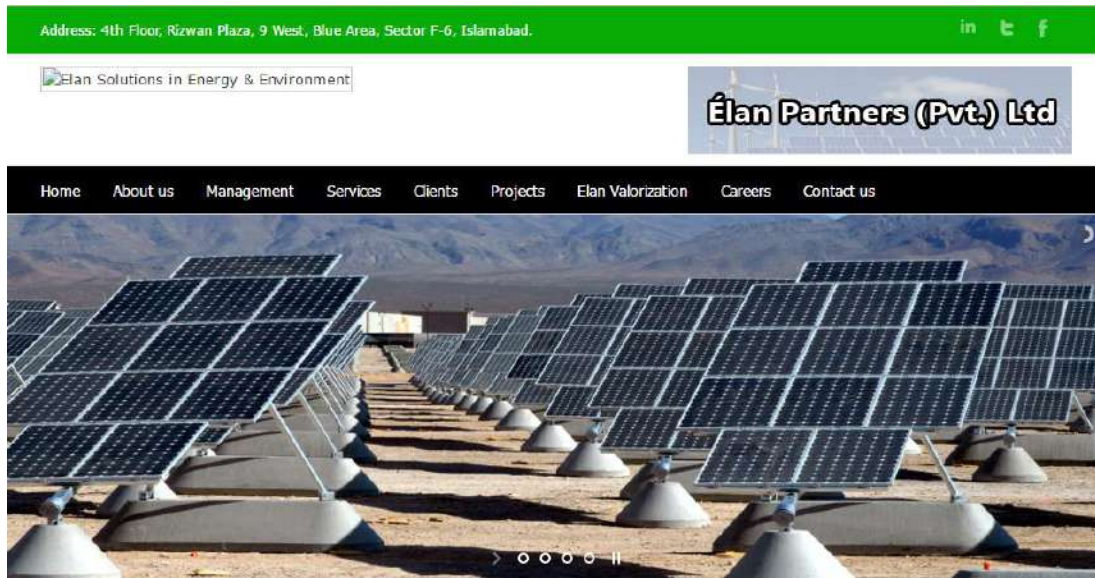 Address: 4th Floor, Rizwan Plaza, 9 West, Blue Area, Sector F-6, Islamabad.
in t f
Elan Solutions in Energy & Environment
Élan Partners (Pvt.) Ltd
Home About us Management Services Clients Projects Elan Valorization Careers Contact us